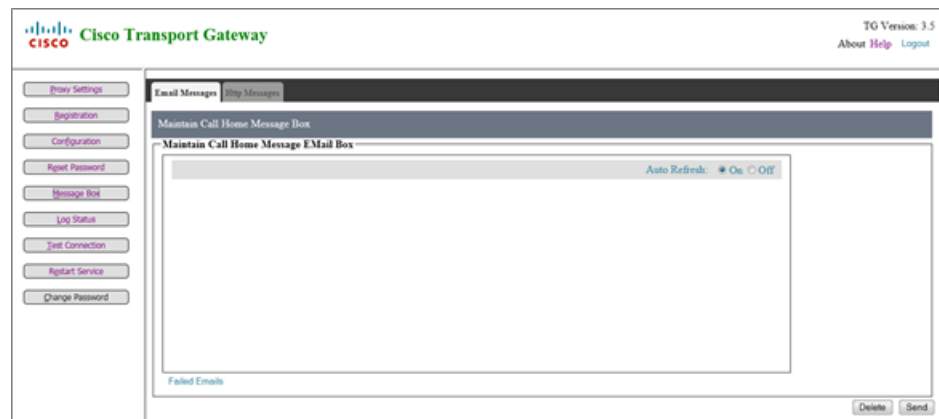 TG Version: 3.5
CISCO Cisco Transport Gateway
About Help Logout
Proxy Settings
Registration
Configuration
Reset Password
Message Box
Log Status
Test Connection
Restart Service
Change Password
Email Messages Http Messages
Maintain Call Home Message Box
Maintain Call Home Message EMail Box
Auto Refresh: On Off
Failed Emails
Delete Send